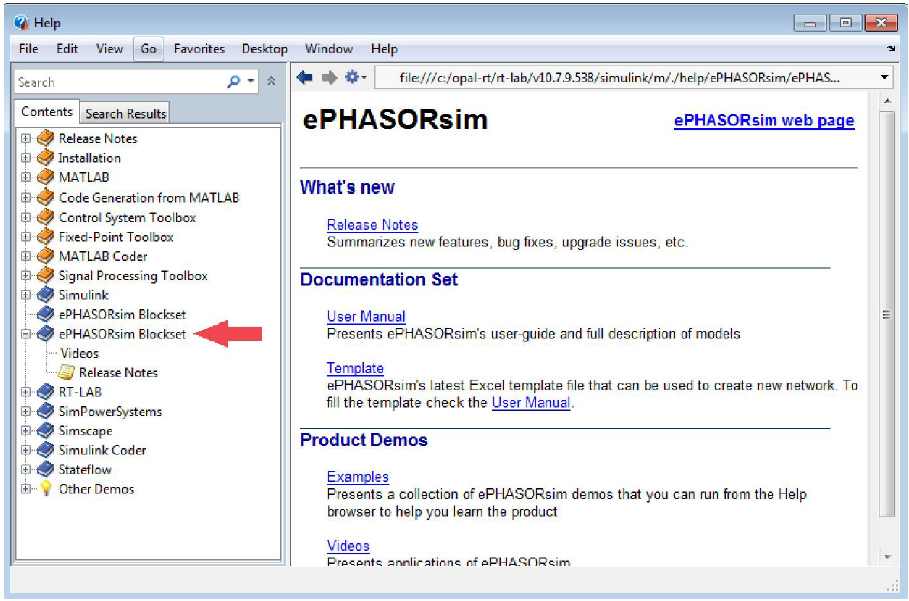 Help
File Edit View Go Favorites Desktop Window Help
Search
Contents Search Results
Release Notes
Installation
MATLAB
Code Generation from MATLAB
Control System Toolbox
Fixed-Point Toolbox
MATLAB Coder
Signal Processing Toolbox
Simulink
ePHASORsim Blockset
ePHASORsim Blockset
Videos
Release Notes
RT-LAB
SimPowerSystems
Simscape
Simulink Coder
Stateflow
Other Demos
file:///c:/opal-rt/rt-lab/v10.7.9.538/simulink/m/./help/ePHASORsim/ePHAS...
ePHASORsim
ePHASORsim web page
What's new
Release Notes
Summarizes new features, bug fixes, upgrade issues, etc.
Documentation Set
User Manual
Presents ePHASORsim's user-guide and full description of models
Template
ePHASORsim's latest Excel template file that can be used to create new network. To
fill the template check the User Manual.
Product Demos
Examples
Presents a collection of ePHASORsim demos that you can run from the Help
browser to help you learn the product
Videos
Presents applications of ePHASORsim